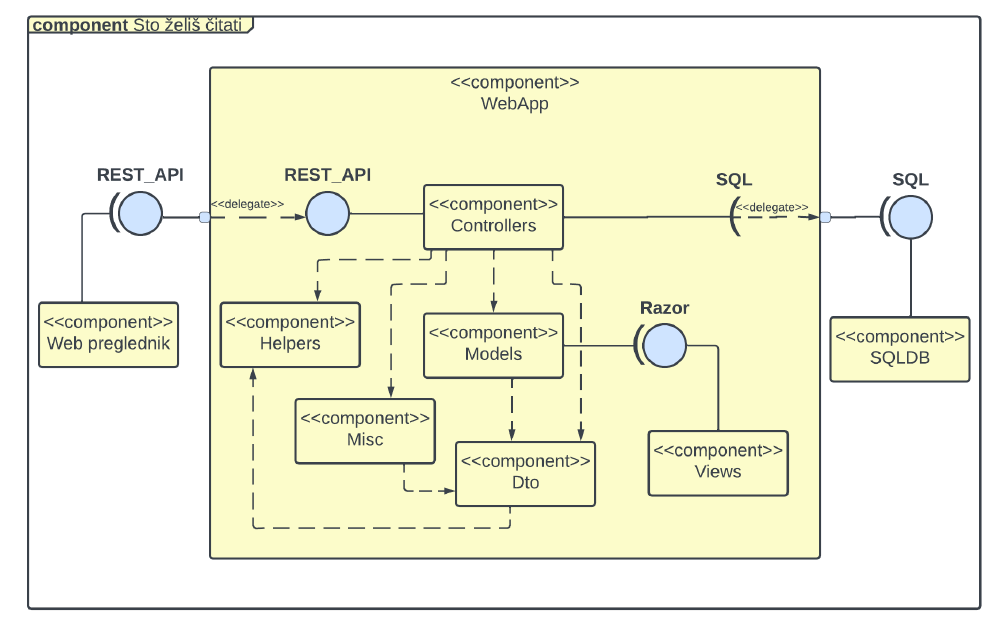 component Sto želiš čitati
<<component>>
WebApp
REST_API
REST_API
SQL
SQL
<<delegate>>
<<delegate>>
<<component>>
Controllers
<<component>>
Web preglednik
<<component>>
Helpers
<<component>>
Models
Razor
<<component>>
SQLDB
<<component>>
Misc
<<component>>
Dto
<<component>>
Views